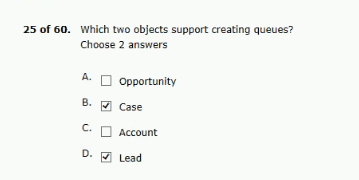 25 of 60. Which two objects support creating queues?
Choose 2 answers
A. Opportunity
B. Case
C. Account
D. Lead